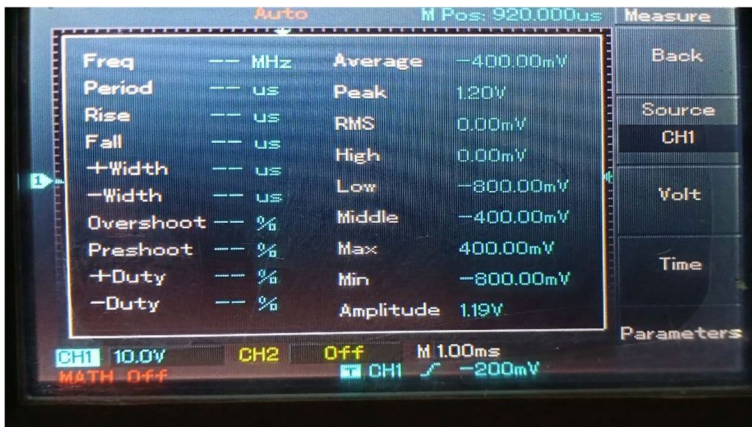 Auto M Pos: 920.000us Measure
Freq -- MHz Average -400.00mV Back
Period -- us Peak 1.20V
Rise -- us RMS 0.00mV Source
Fall -- us High 0.00mV CH1
+Width -- us Low -800.00mV Volt
-Width -- us Middle -400.00mV
Overshoot -- % Max 400.00mV Time
Preshoot -- % Min -800.00mV
+Duty -- % Amplitude 1.19V
-Duty -- %
Parameters
1
CH1 10.0V CH2 Off M 1.00ms
MATH Off T CH1 -200mV